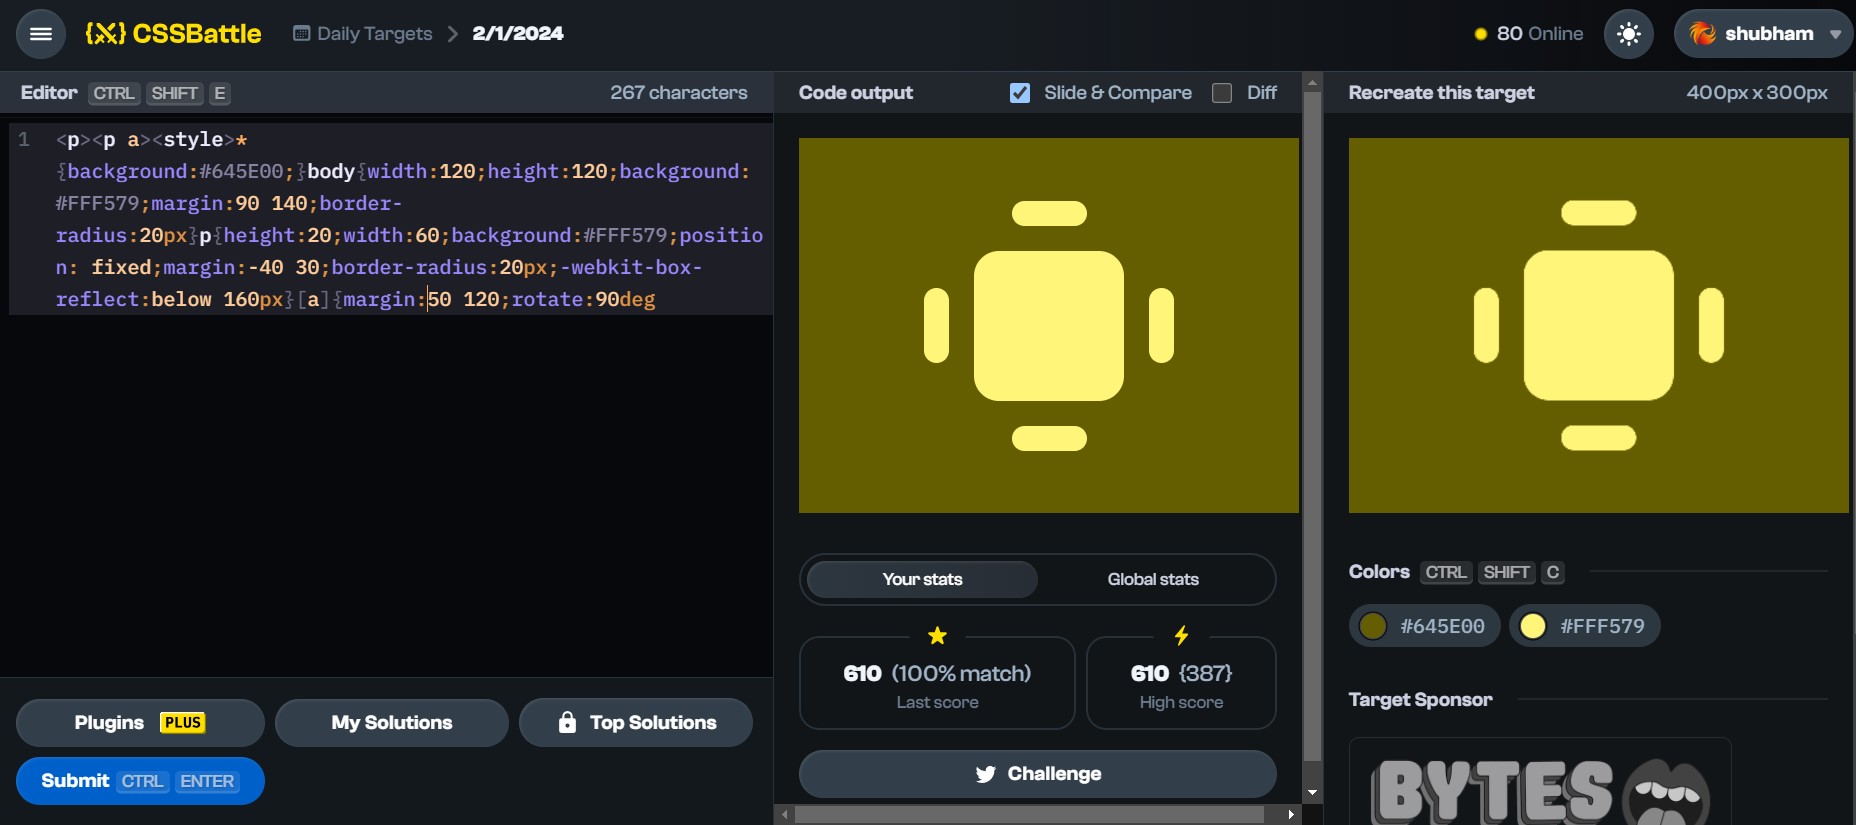 CSSBattle
Daily Targets
2/1/2024
80 Online
shubham
Editor CTRL SHIFT E
267 characters
1 <p><p a><style>*
{background:#645E00;}body{width:120;height:120;background:
#FFF579;margin:90 140;border-
radius:20px}p{height:20;width:60;background:#FFF579;positio
n: fixed;margin:-40 30;border-radius:20px;-webkit-box-
reflect:below 160px}[a]{margin:50 120;rotate:90deg
Plugins PLUS
My Solutions
Top Solutions
Submit CTRL ENTER
Code output
Slide & Compare
Diff
Your stats
Global stats
610 (100% match)
Last score
610 {387}
High score
Challenge
Recreate this target
400px x 300px
Colors CTRL SHIFT C
#645E00
#FFF579
Target Sponsor
BYTES